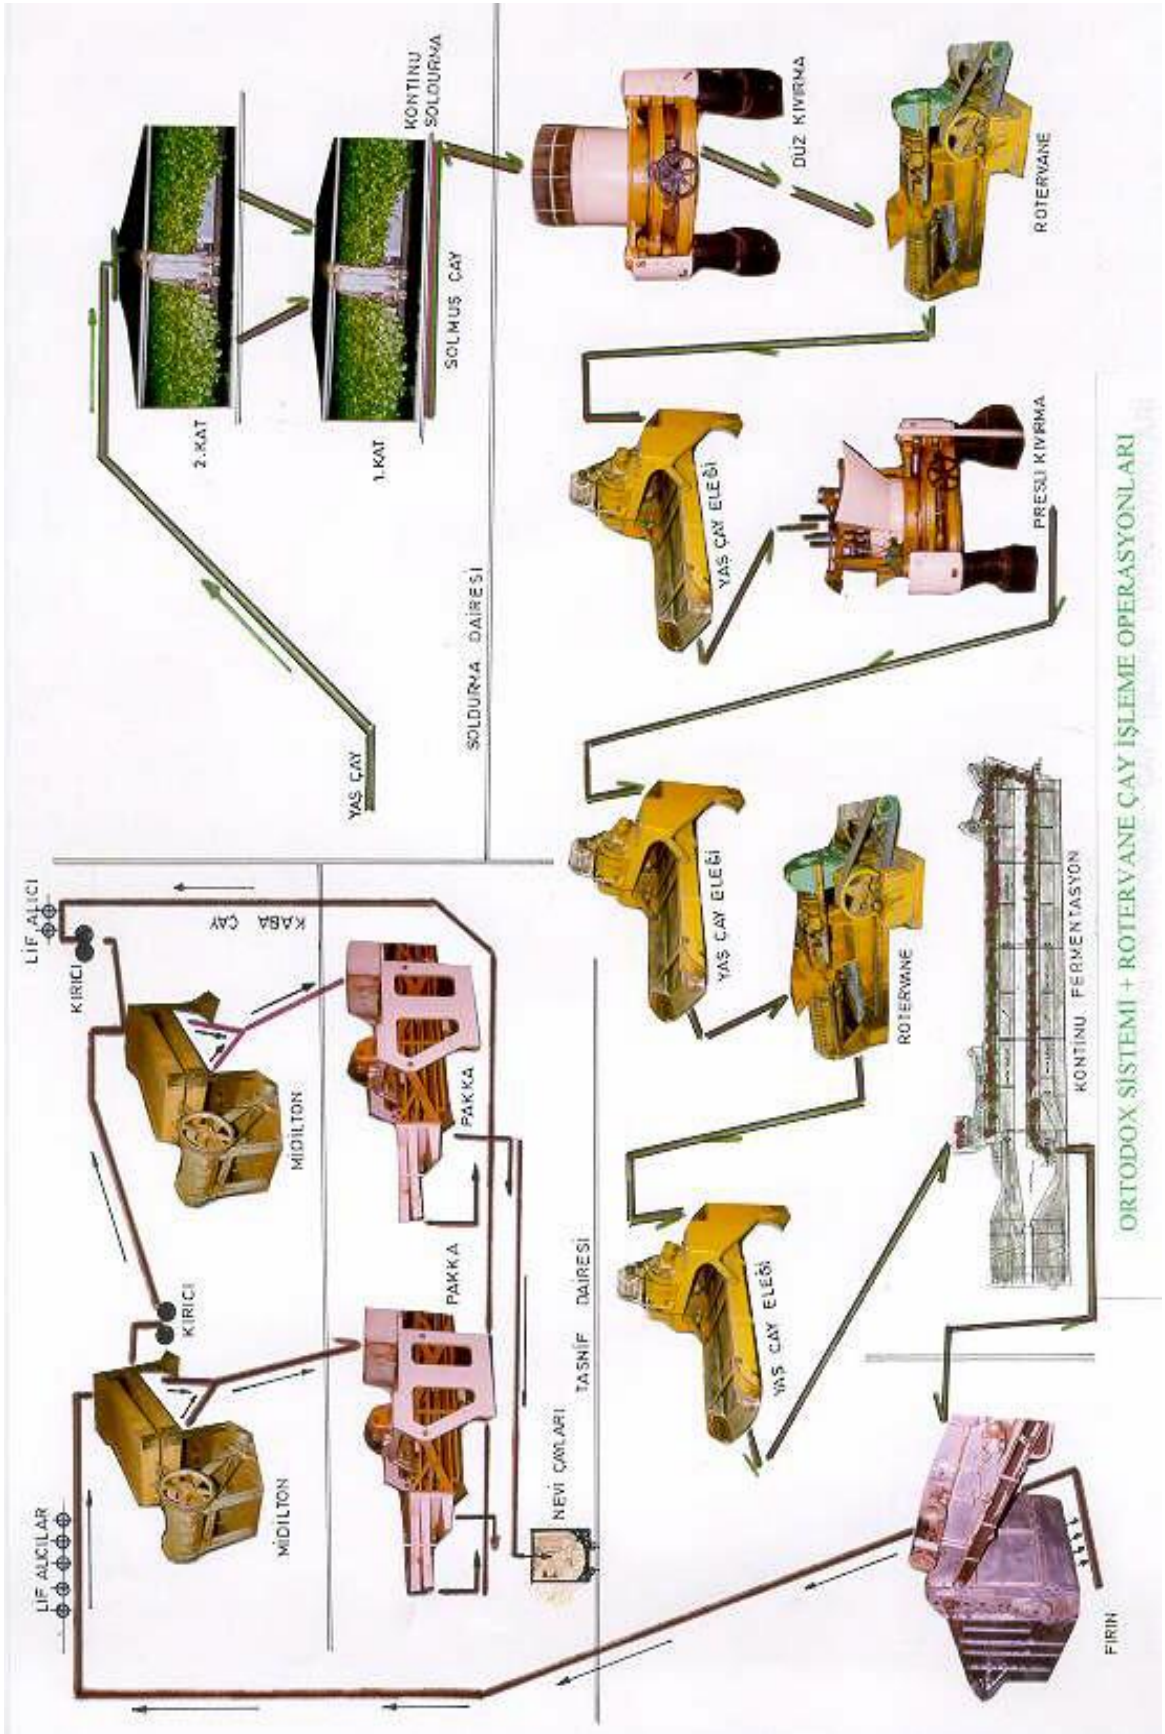 LİF ALICILAR
LİF ALICI
KIRICI
KIRICI
2.KAT
MİDİLTON
MİDİLTON
KABA ÇAY
YAŞ ÇAY
1.KAT
KONTİNU
SOLDURMA
SOLMUŞ ÇAY
PAKKA
PAKKA
SOLDURMA DAİRESİ
NEVİ ÇAYLARI
TASNİF DAİRESİ
YAŞ ÇAY ELEĞİ
YAŞ ÇAY ELEĞİ
YAŞ ÇAY ELEĞİ
DÜZ KIVIRMA
ROTERVANE
PRESLİ KIVIRMA
ROTERVANE
KONTİNU FERMENTASYON
FIRIN
ORTODOX SİSTEMİ + ROTERVANE ÇAY İŞLEME OPERASYONLARI